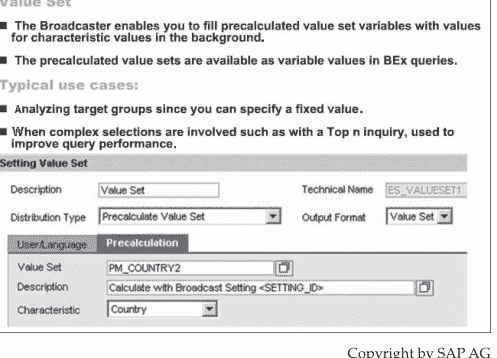 Value Set
■ The Broadcaster enables you to fill precalculated value set variables with values
for characteristic values in the background.
■ The precalculated value sets are available as variable values in BEx queries.
Typical use cases:
■ Analyzing target groups since you can specify a fixed value.
■ When complex selections are involved such as with a Top n inquiry, used to
improve query performance.
Setting Value Set
Description Value Set Technical Name ES_VALUESET1
Distribution Type Precalculate Value Set Output Format Value Set
User/Language Precalculation
Value Set PM_COUNTRY2
Description Calculate with Broadcast Setting <SETTING_ID>
Characteristic Country
Copyright by SAP AG